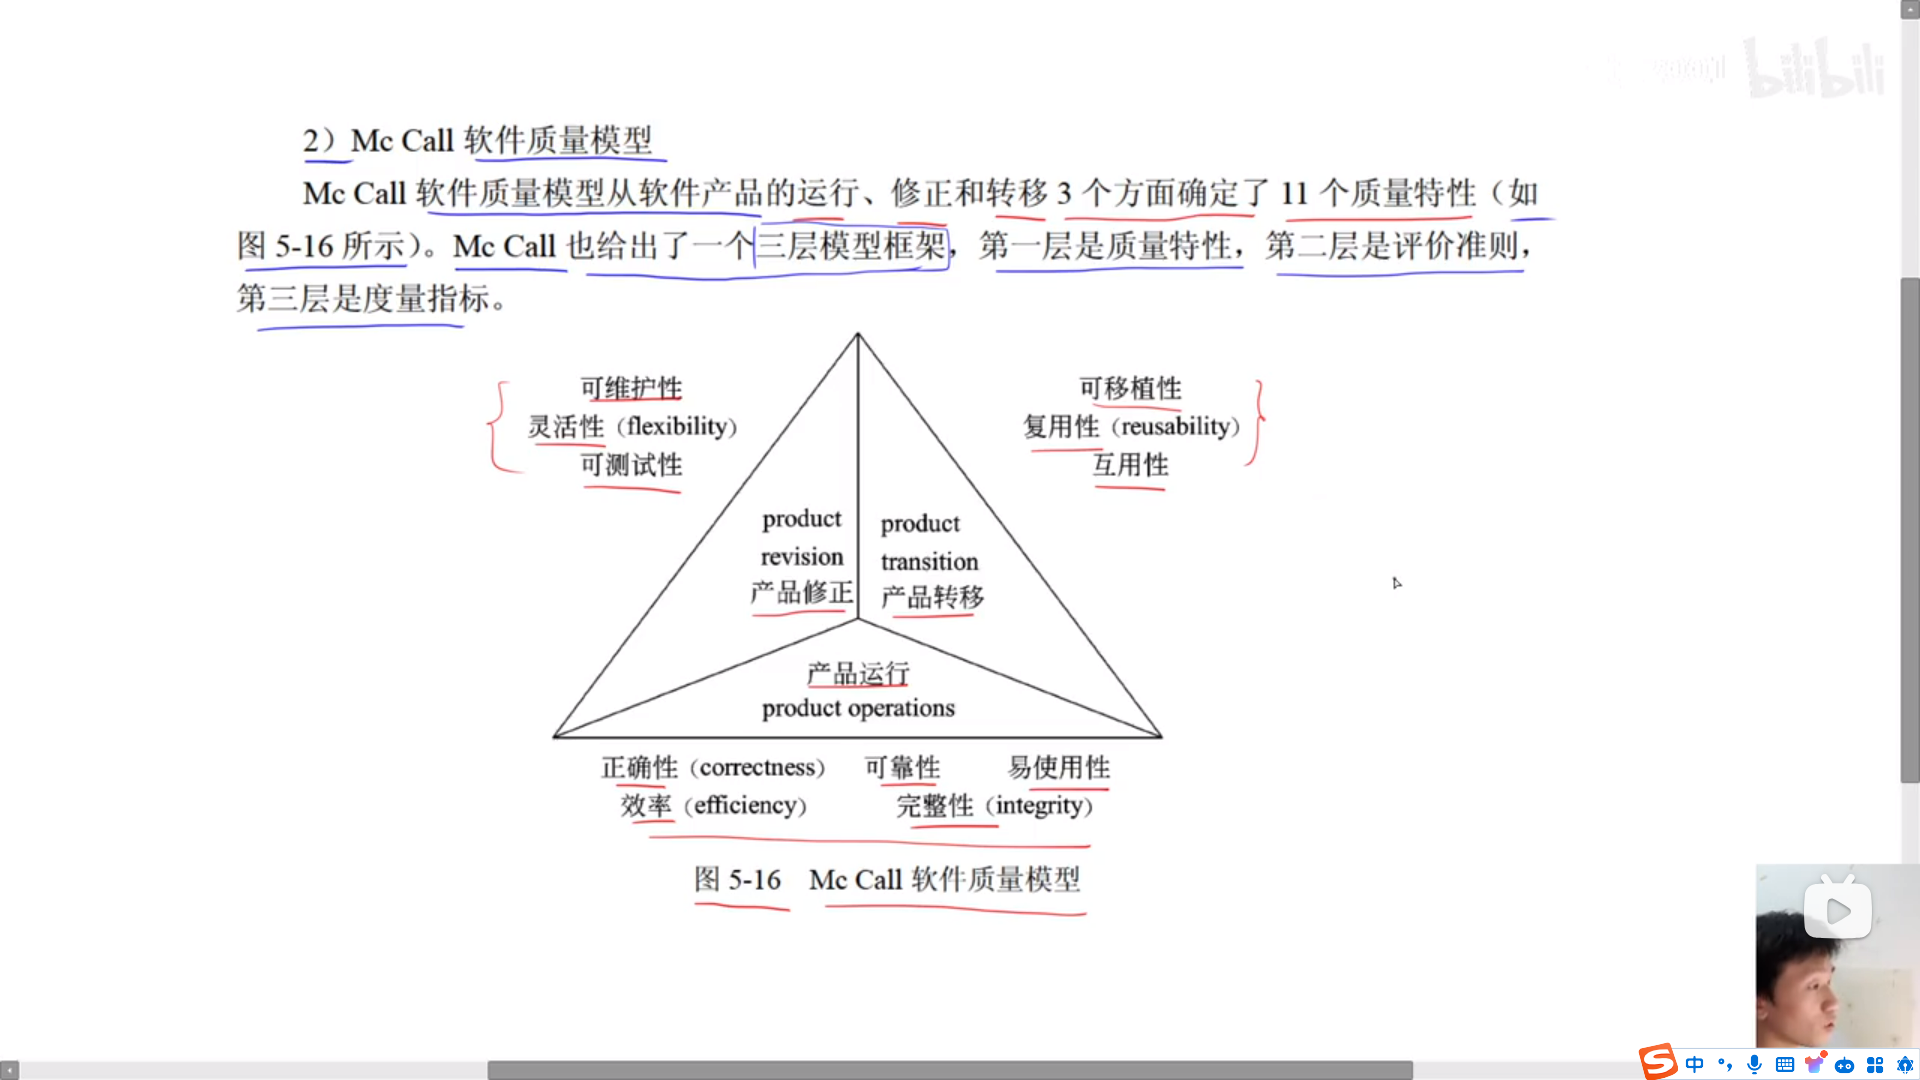 bilibili
2）Mc Call 软件质量模型
Mc Call 软件质量模型从软件产品的运行、修正和转移 3 个方面确定了 11 个质量特性（如
图 5-16 所示）。Mc Call 也给出了一个三层模型框架，第一层是质量特性，第二层是评价准则，
第三层是度量指标。
可维护性
灵活性（flexibility）
可测试性
可移植性
复用性（reusability）
互用性
product
revision
产品修正
product
transition
产品转移
产品运行
product operations
正确性（correctness） 可靠性 易使用性
效率（efficiency） 完整性（integrity）
图 5-16 Mc Call 软件质量模型
中